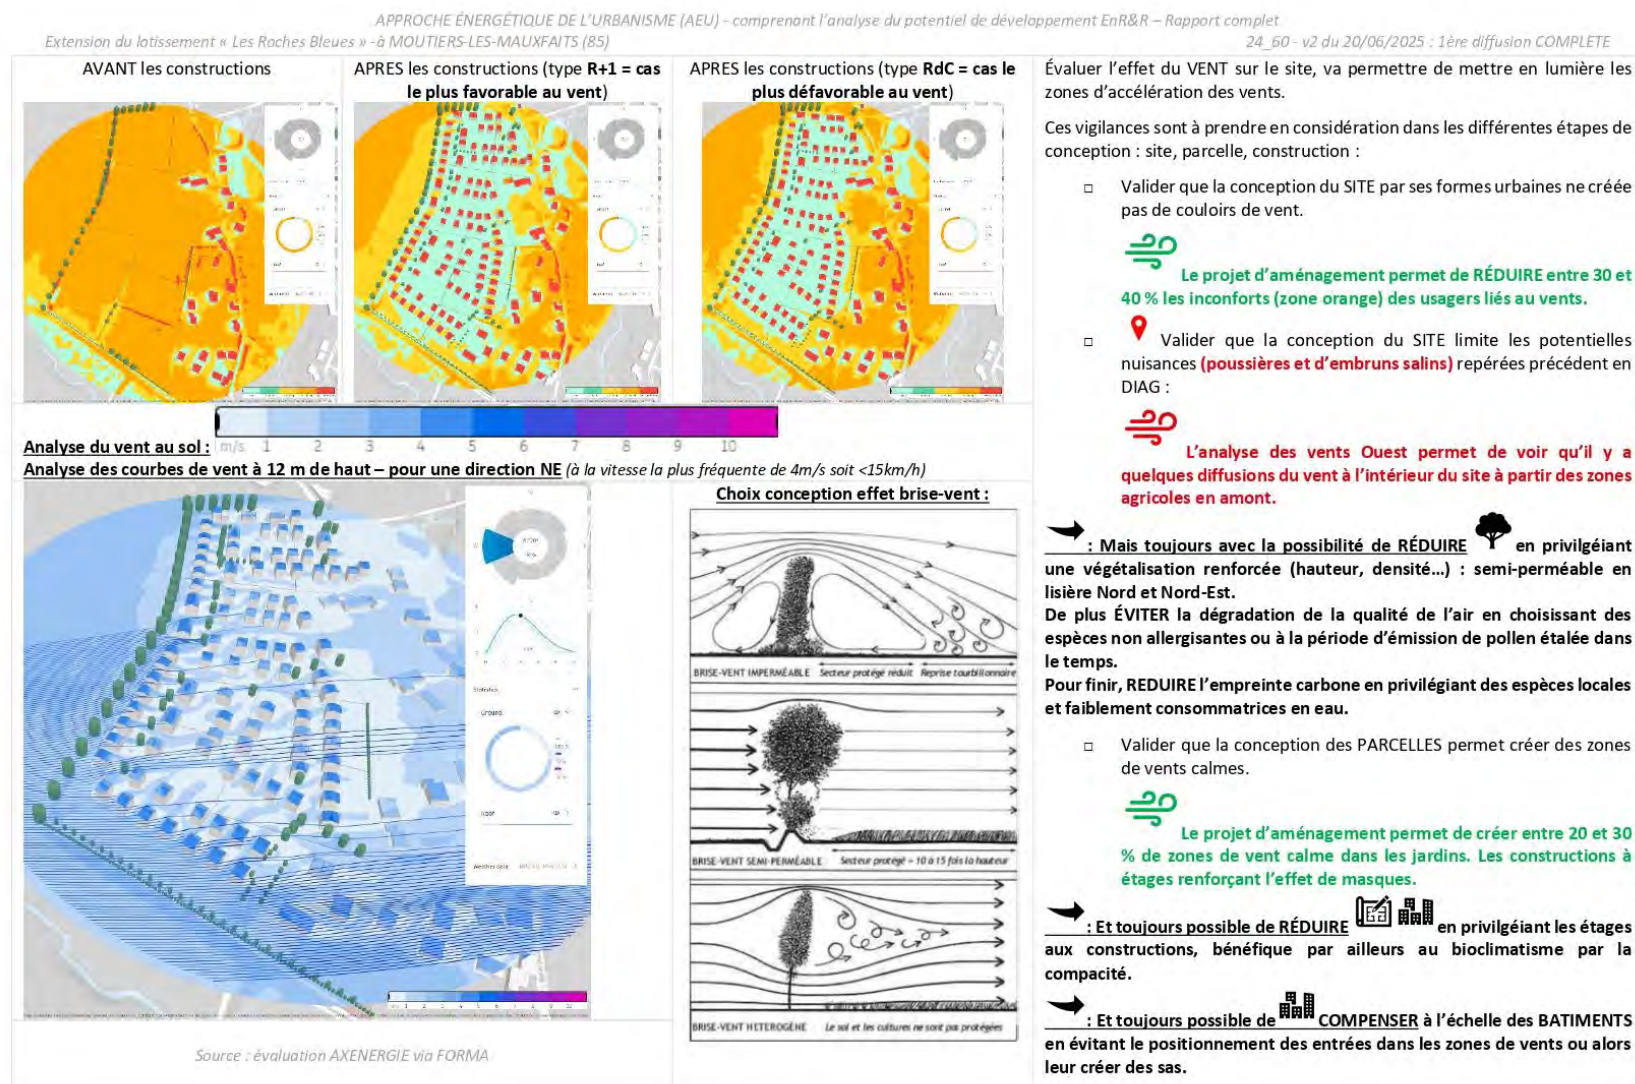 APPROCHE ÉNERGÉTIQUE DE L'URBANISME (AEU) - comprenant l'analyse du potentiel de développement EnR&R – Rapport complet
Extension du lotissement « Les Roches Bleues » -à MOUTIERS-LES-MAUXFAITS (85)
24_60 - v2 du 20/06/2025 : 1ère diffusion COMPLETE
AVANT les constructions
APRES les constructions (type R+1 = cas
le plus favorable au vent)
APRES les constructions (type RdC = cas le
plus défavorable au vent)
Analyse du vent au sol :
m/s 1 2 3 4 5 6 7 8 9 10
Analyse des courbes de vent à 12 m de haut – pour une direction NE (à la vitesse la plus fréquente de 4m/s soit <15km/h)
Statistics
Ground
Roof
Source : évaluation AXENERGIE via FORMA
Choix conception effet brise-vent :
BRISE-VENT IMPERMÉABLE Secteur protégé réduit Reprise tourbillonnaire
BRISE-VENT SEMI-PERMÉABLE Secteur protégé = 10 à 15 fois la hauteur
BRISE-VENT HETEROGÈNE Le sol et les cultures ne sont pas protégées
Évaluer l'effet du VENT sur le site, va permettre de mettre en lumière les
zones d'accélération des vents.
Ces vigilances sont à prendre en considération dans les différentes étapes de
conception : site, parcelle, construction :
□ Valider que la conception du SITE par ses formes urbaines ne créée
pas de couloirs de vent.
Le projet d'aménagement permet de RÉDUIRE entre 30 et
40 % les inconforts (zone orange) des usagers liés au vents.
□ Valider que la conception du SITE limite les potentielles
nuisances (poussières et d'embruns salins) repérées précédent en
DIAG :
L'analyse des vents Ouest permet de voir qu'il y a
quelques diffusions du vent à l'intérieur du site à partir des zones
agricoles en amont.
: Mais toujours avec la possibilité de RÉDUIRE en privilgéiant
une végétalisation renforcée (hauteur, densité…) : semi-perméable en
lisière Nord et Nord-Est.
De plus ÉVITER la dégradation de la qualité de l'air en choisissant des
espèces non allergisantes ou à la période d'émission de pollen étalée dans
le temps.
Pour finir, REDUIRE l'empreinte carbone en privilégiant des espèces locales
et faiblement consommatrices en eau.
□ Valider que la conception des PARCELLES permet créer des zones
de vents calmes.
Le projet d'aménagement permet de créer entre 20 et 30
% de zones de vent calme dans les jardins. Les constructions à
étages renforçant l'effet de masques.
: Et toujours possible de RÉDUIRE en privilgéiant les étages
aux constructions, bénéfique par ailleurs au bioclimatisme par la
compacité.
: Et toujours possible de COMPENSER à l'échelle des BATIMENTS
en évitant le positionnement des entrées dans les zones de vents ou alors
leur créer des sas.